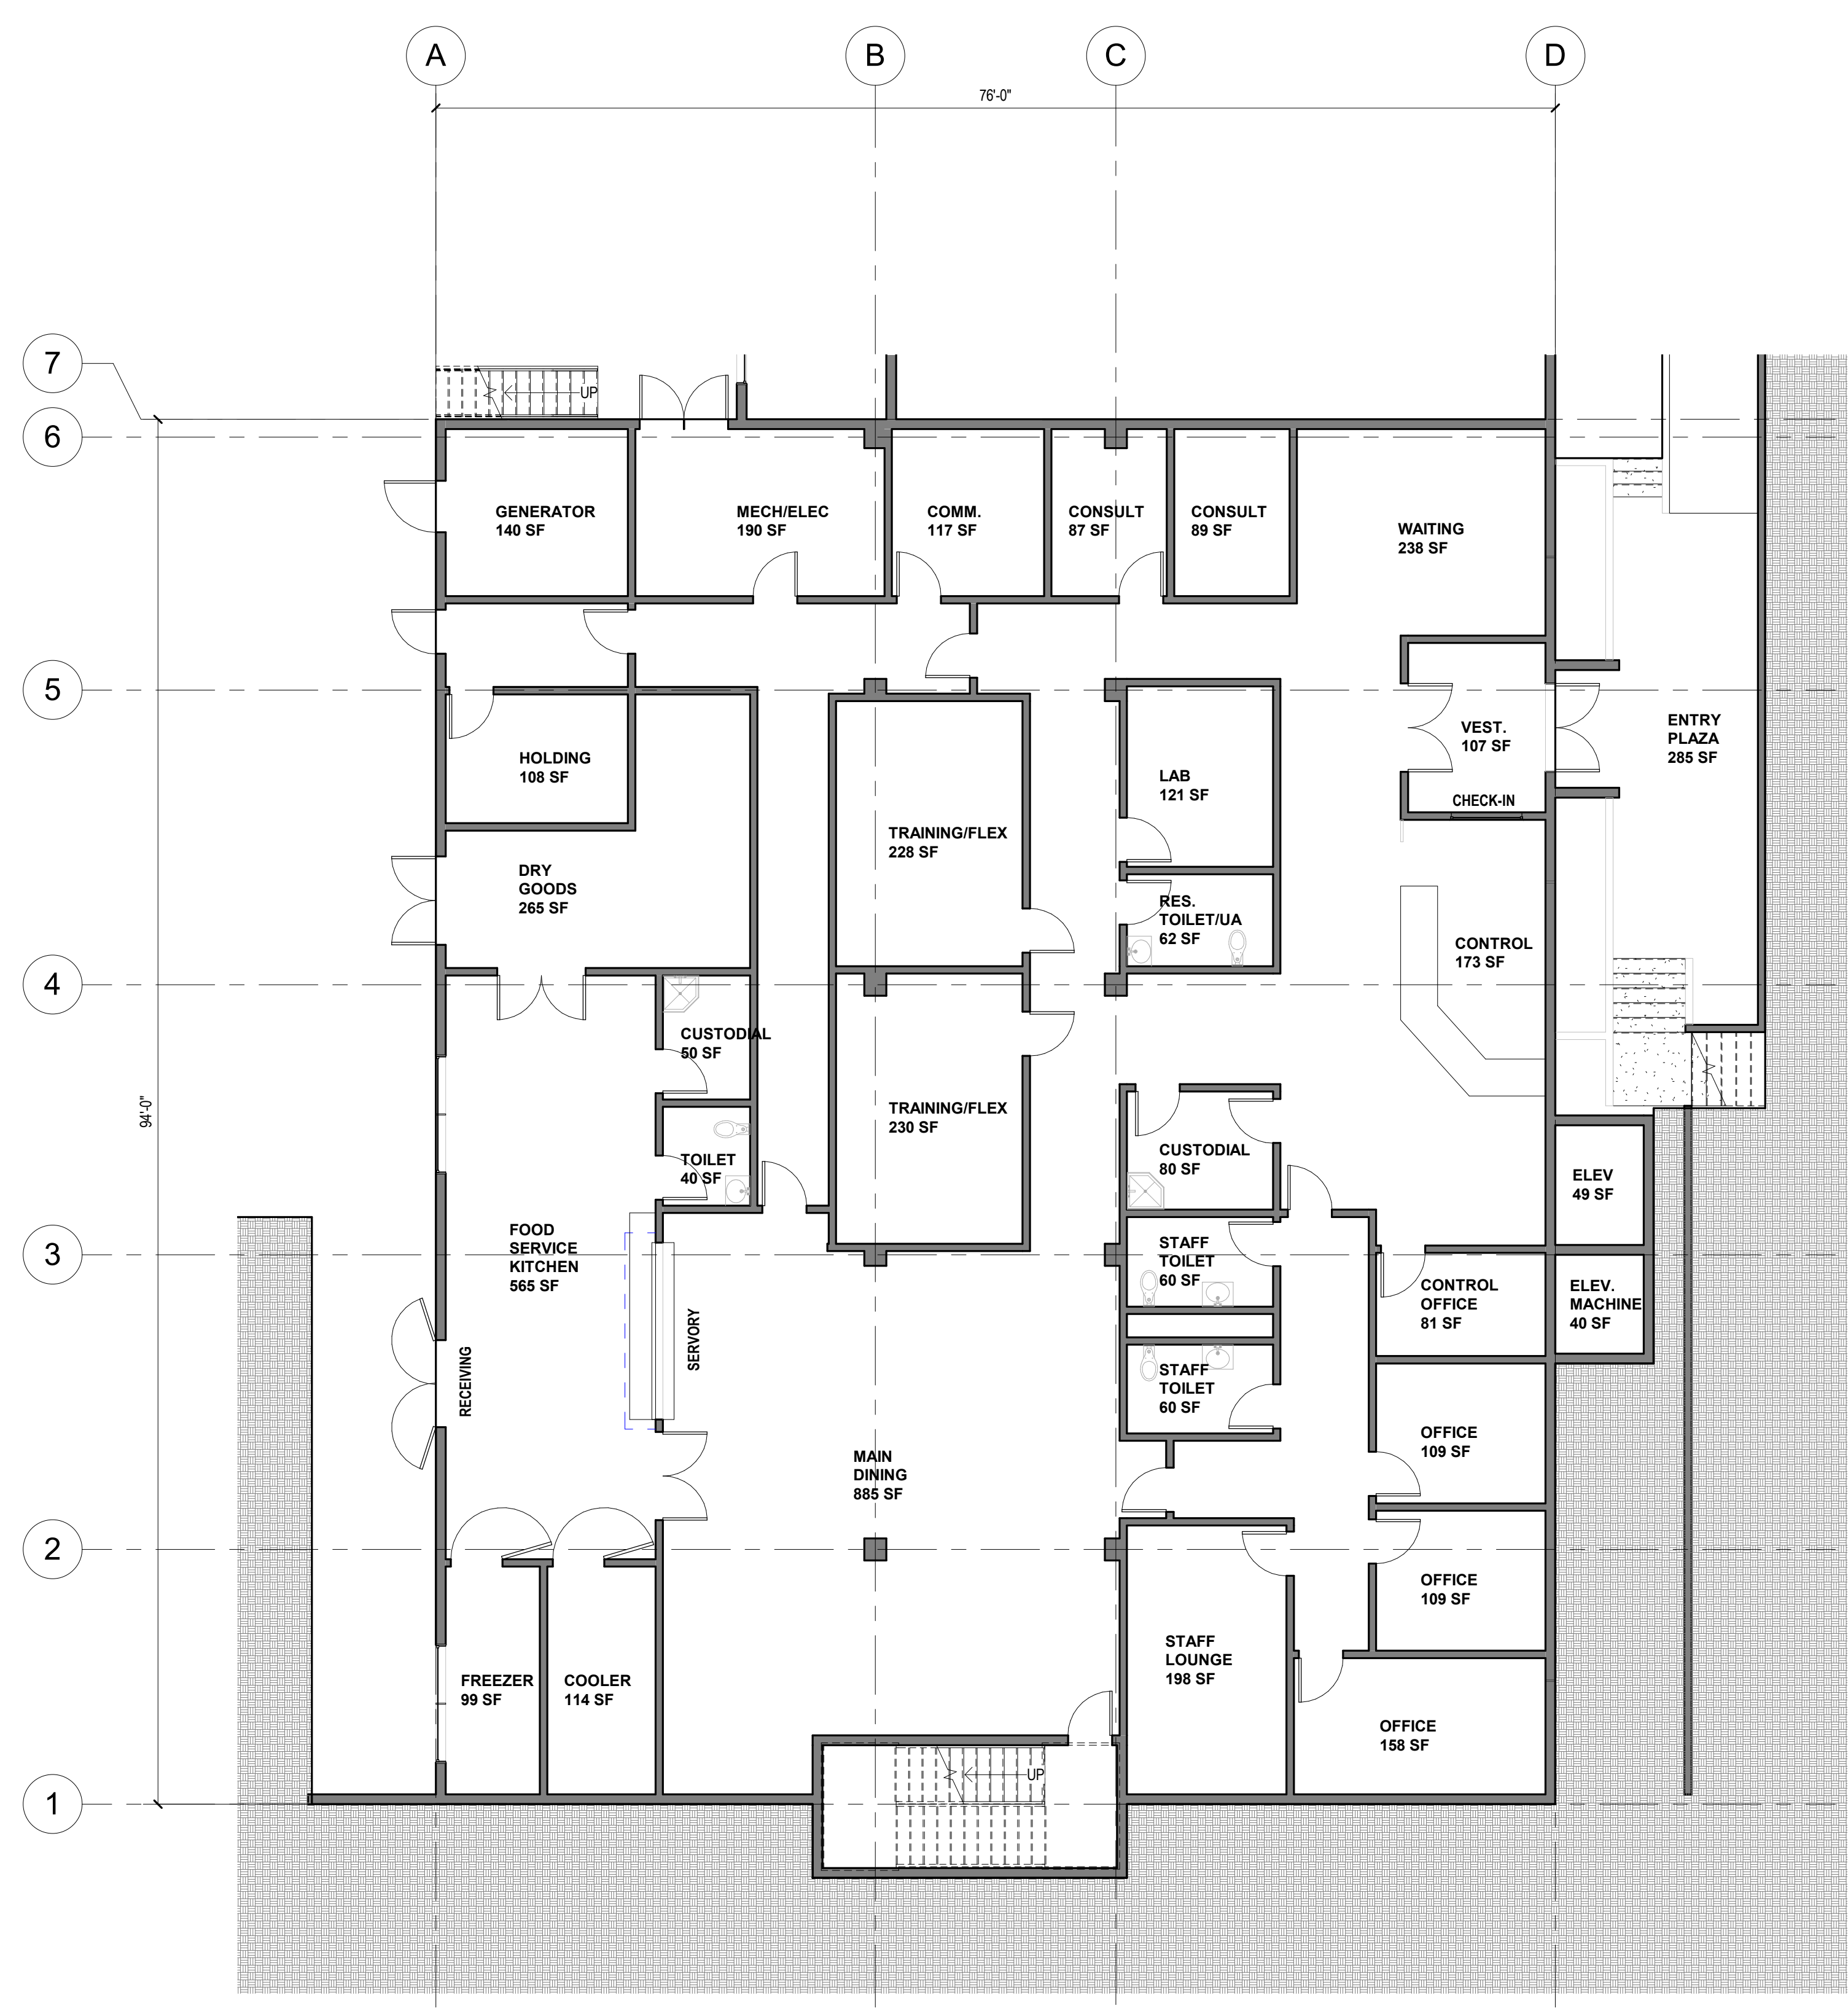 A
B
C
D
76'-0"
7
UP
6
GENERATOR
140 SF
MECH/ELEC
190 SF
COMM.
117 SF
CONSULT
87 SF
CONSULT
89 SF
WAITING
238 SF
5
HOLDING
108 SF
LAB
121 SF
VEST.
107 SF
CHECK-IN
ENTRY
PLAZA
285 SF
DRY
GOODS
265 SF
TRAINING/FLEX
228 SF
RES.
TOILET/UA
62 SF
CONTROL
173 SF
4
CUSTODIAL
50 SF
94'-0"
TRAINING/FLEX
230 SF
TOILET
40 SF
CUSTODIAL
80 SF
ELEV
49 SF
3
FOOD
SERVICE
KITCHEN
565 SF
STAFF
TOILET
60 SF
CONTROL
OFFICE
81 SF
ELEV.
MACHINE
40 SF
RECEIVING
SERVORY
STAFF
TOILET
60 SF
OFFICE
109 SF
MAIN
DINING
885 SF
2
OFFICE
109 SF
FREEZER
99 SF
COOLER
114 SF
STAFF
LOUNGE
198 SF
OFFICE
158 SF
UP
1